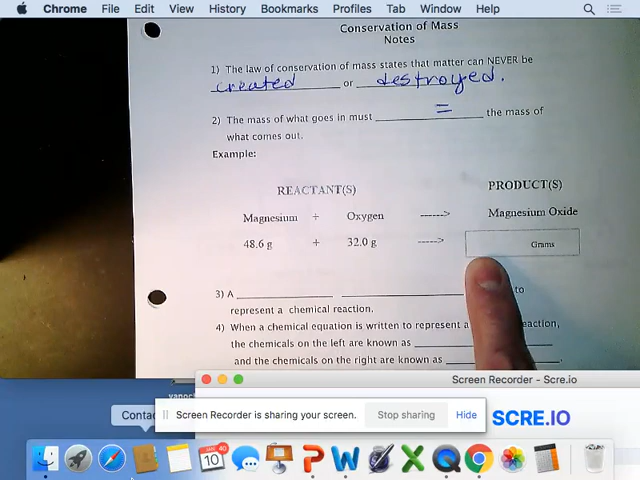 Chrome File Edit View History Bookmarks Profiles Tab Window Help
Conservation of Mass
Notes
1) The law of conservation of mass states that matter can NEVER be
created or destroyed.
2) The mass of what goes in must = the mass of
what comes out.
Example:
REACTANT(S) PRODUCT(S)
Magnesium + Oxygen ------> Magnesium Oxide
48.6 g + 32.0 g -----> Grams
3) A to
represent a chemical reaction.
4) When a chemical equation is written to represent a reaction,
the chemicals on the left are known as
and the chemicals on the right are known as
Screen Recorder - Scre.io
Screen Recorder is sharing your screen. Stop sharing Hide
SCRE.IO
10